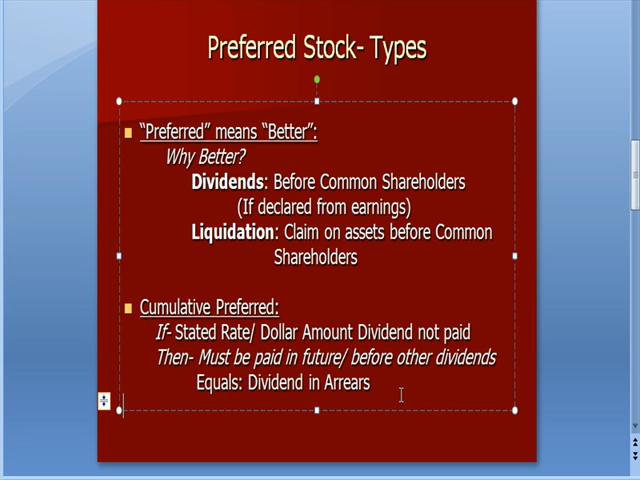 Preferred Stock- Types
“Preferred” means “Better”:
Why Better?
Dividends: Before Common Shareholders
(If declared from earnings)
Liquidation: Claim on assets before Common
Shareholders
Cumulative Preferred:
If- Stated Rate/ Dollar Amount Dividend not paid
Then- Must be paid in future/ before other dividends
Equals: Dividend in Arrears